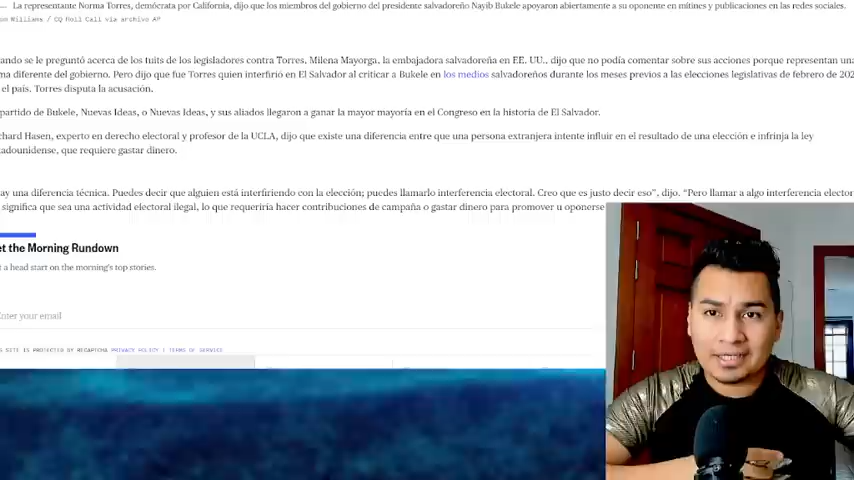 La representante Norma Torres, demócrata por California, dijo que los miembros del gobierno del presidente salvadoreño Nayib Bukele apoyaron abiertamente a su oponente en mítines y publicaciones en las redes sociales.
Williams / CQ Roll Call via archivo AP
ando se le preguntó acerca de los tuits de los legisladores contra Torres, Milena Mayorga, la embajadora salvadoreña en EE. UU., dijo que no podía comentar sobre sus acciones porque representan una
ma diferente del gobierno. Pero dijo que fue Torres quien interfirió en El Salvador al criticar a Bukele en los medios salvadoreños durante los meses previos a las elecciones legislativas de febrero de 202
el país. Torres disputa la acusación.
partido de Bukele, Nuevas Ideas, o Nuevas Ideas, y sus aliados llegaron a ganar la mayor mayoría en el Congreso en la historia de El Salvador.
chard Hasen, experto en derecho electoral y profesor de la UCLA, dijo que existe una diferencia entre que una persona extranjera intente influir en el resultado de una elección e infrinja la ley
tadounidense, que requiere gastar dinero.
ay una diferencia técnica. Puedes decir que alguien está interfiriendo con la elección; puedes llamarlo interferencia electoral. Creo que es justo decir eso”, dijo. “Pero llamar a algo interferencia elector
significa que sea una actividad electoral ilegal, lo que requeriría hacer contribuciones de campaña o gastar dinero para promover u oponerse
et the Morning Rundown
t a head start on the morning's top stories.
Enter your email
SITE IS PROTECTED BY RECAPTCHA PRIVACY POLICY | TERMS OF SERVICE